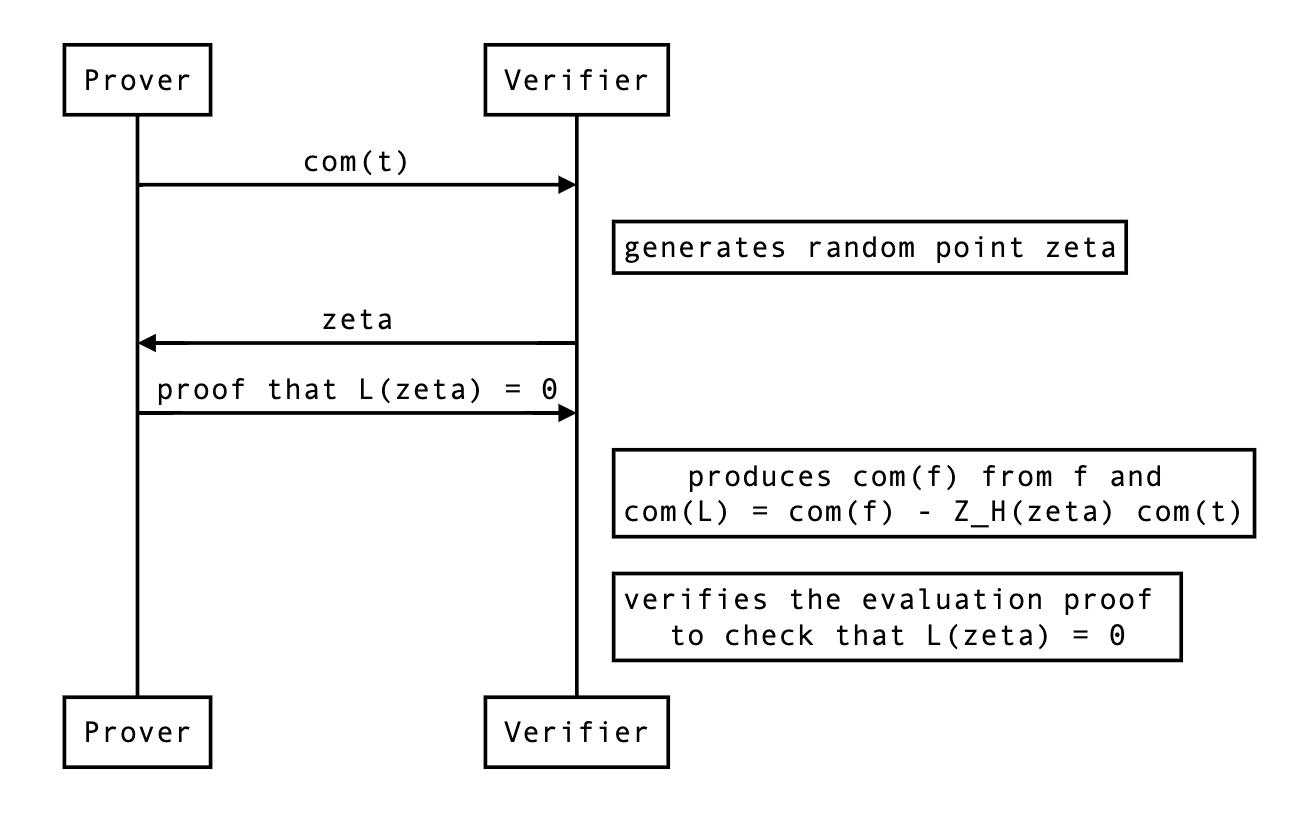 Prover
Verifier
com(t)
generates random point zeta
zeta
proof that L(zeta) = 0
produces com(f) from f and
com(L) = com(f) - Z_H(zeta) com(t)
verifies the evaluation proof
to check that L(zeta) = 0
Prover
Verifier